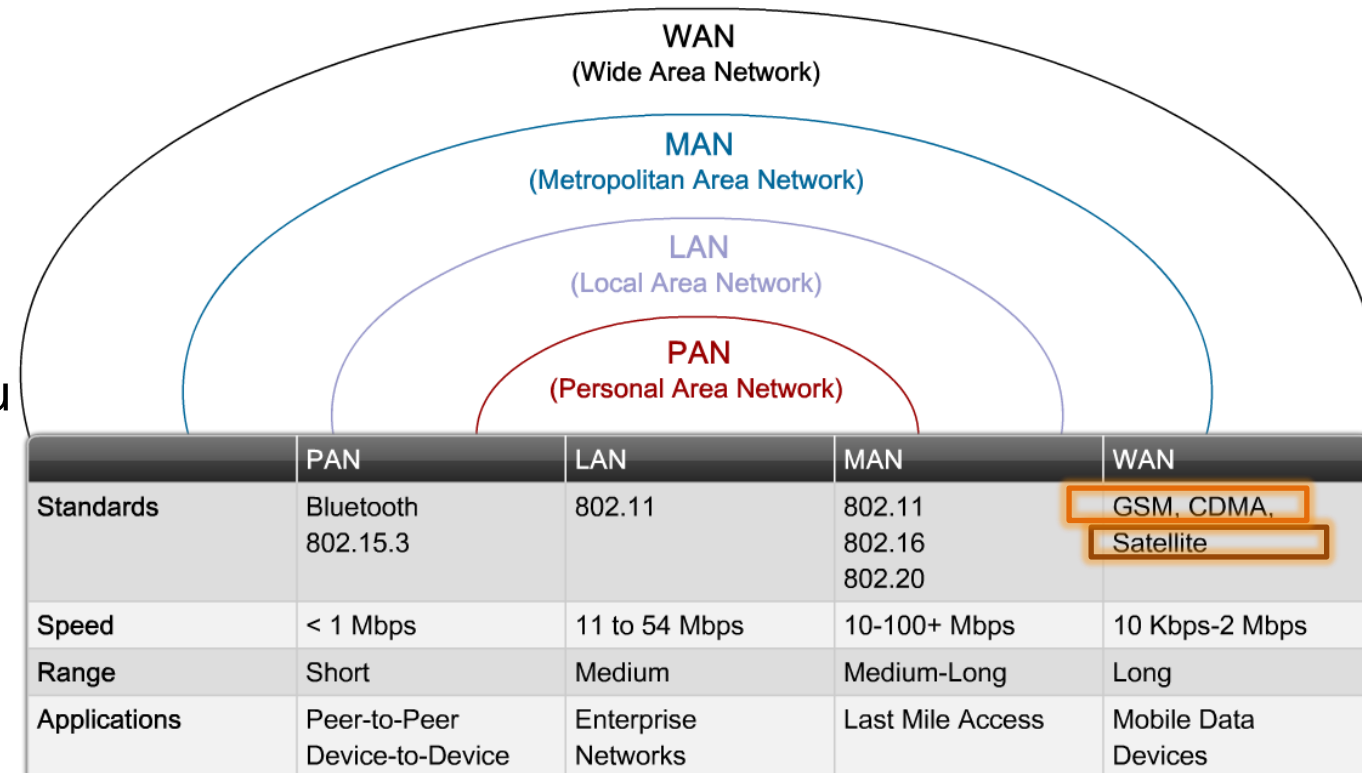 WAN
(Wide Area Network)
MAN
(Metropolitan Area Network)
LAN
(Local Area Network)
PAN
(Personal Area Network)
PAN LAN MAN WAN
Standards Bluetooth 802.11 802.11 GSM, CDMA,
802.15.3 802.16 Satellite
802.20
Speed < 1 Mbps 11 to 54 Mbps 10-100+ Mbps 10 Kbps-2 Mbps
Range Short Medium Medium-Long Long
Applications Peer-to-Peer Enterprise Last Mile Access Mobile Data
Device-to-Device Networks Devices